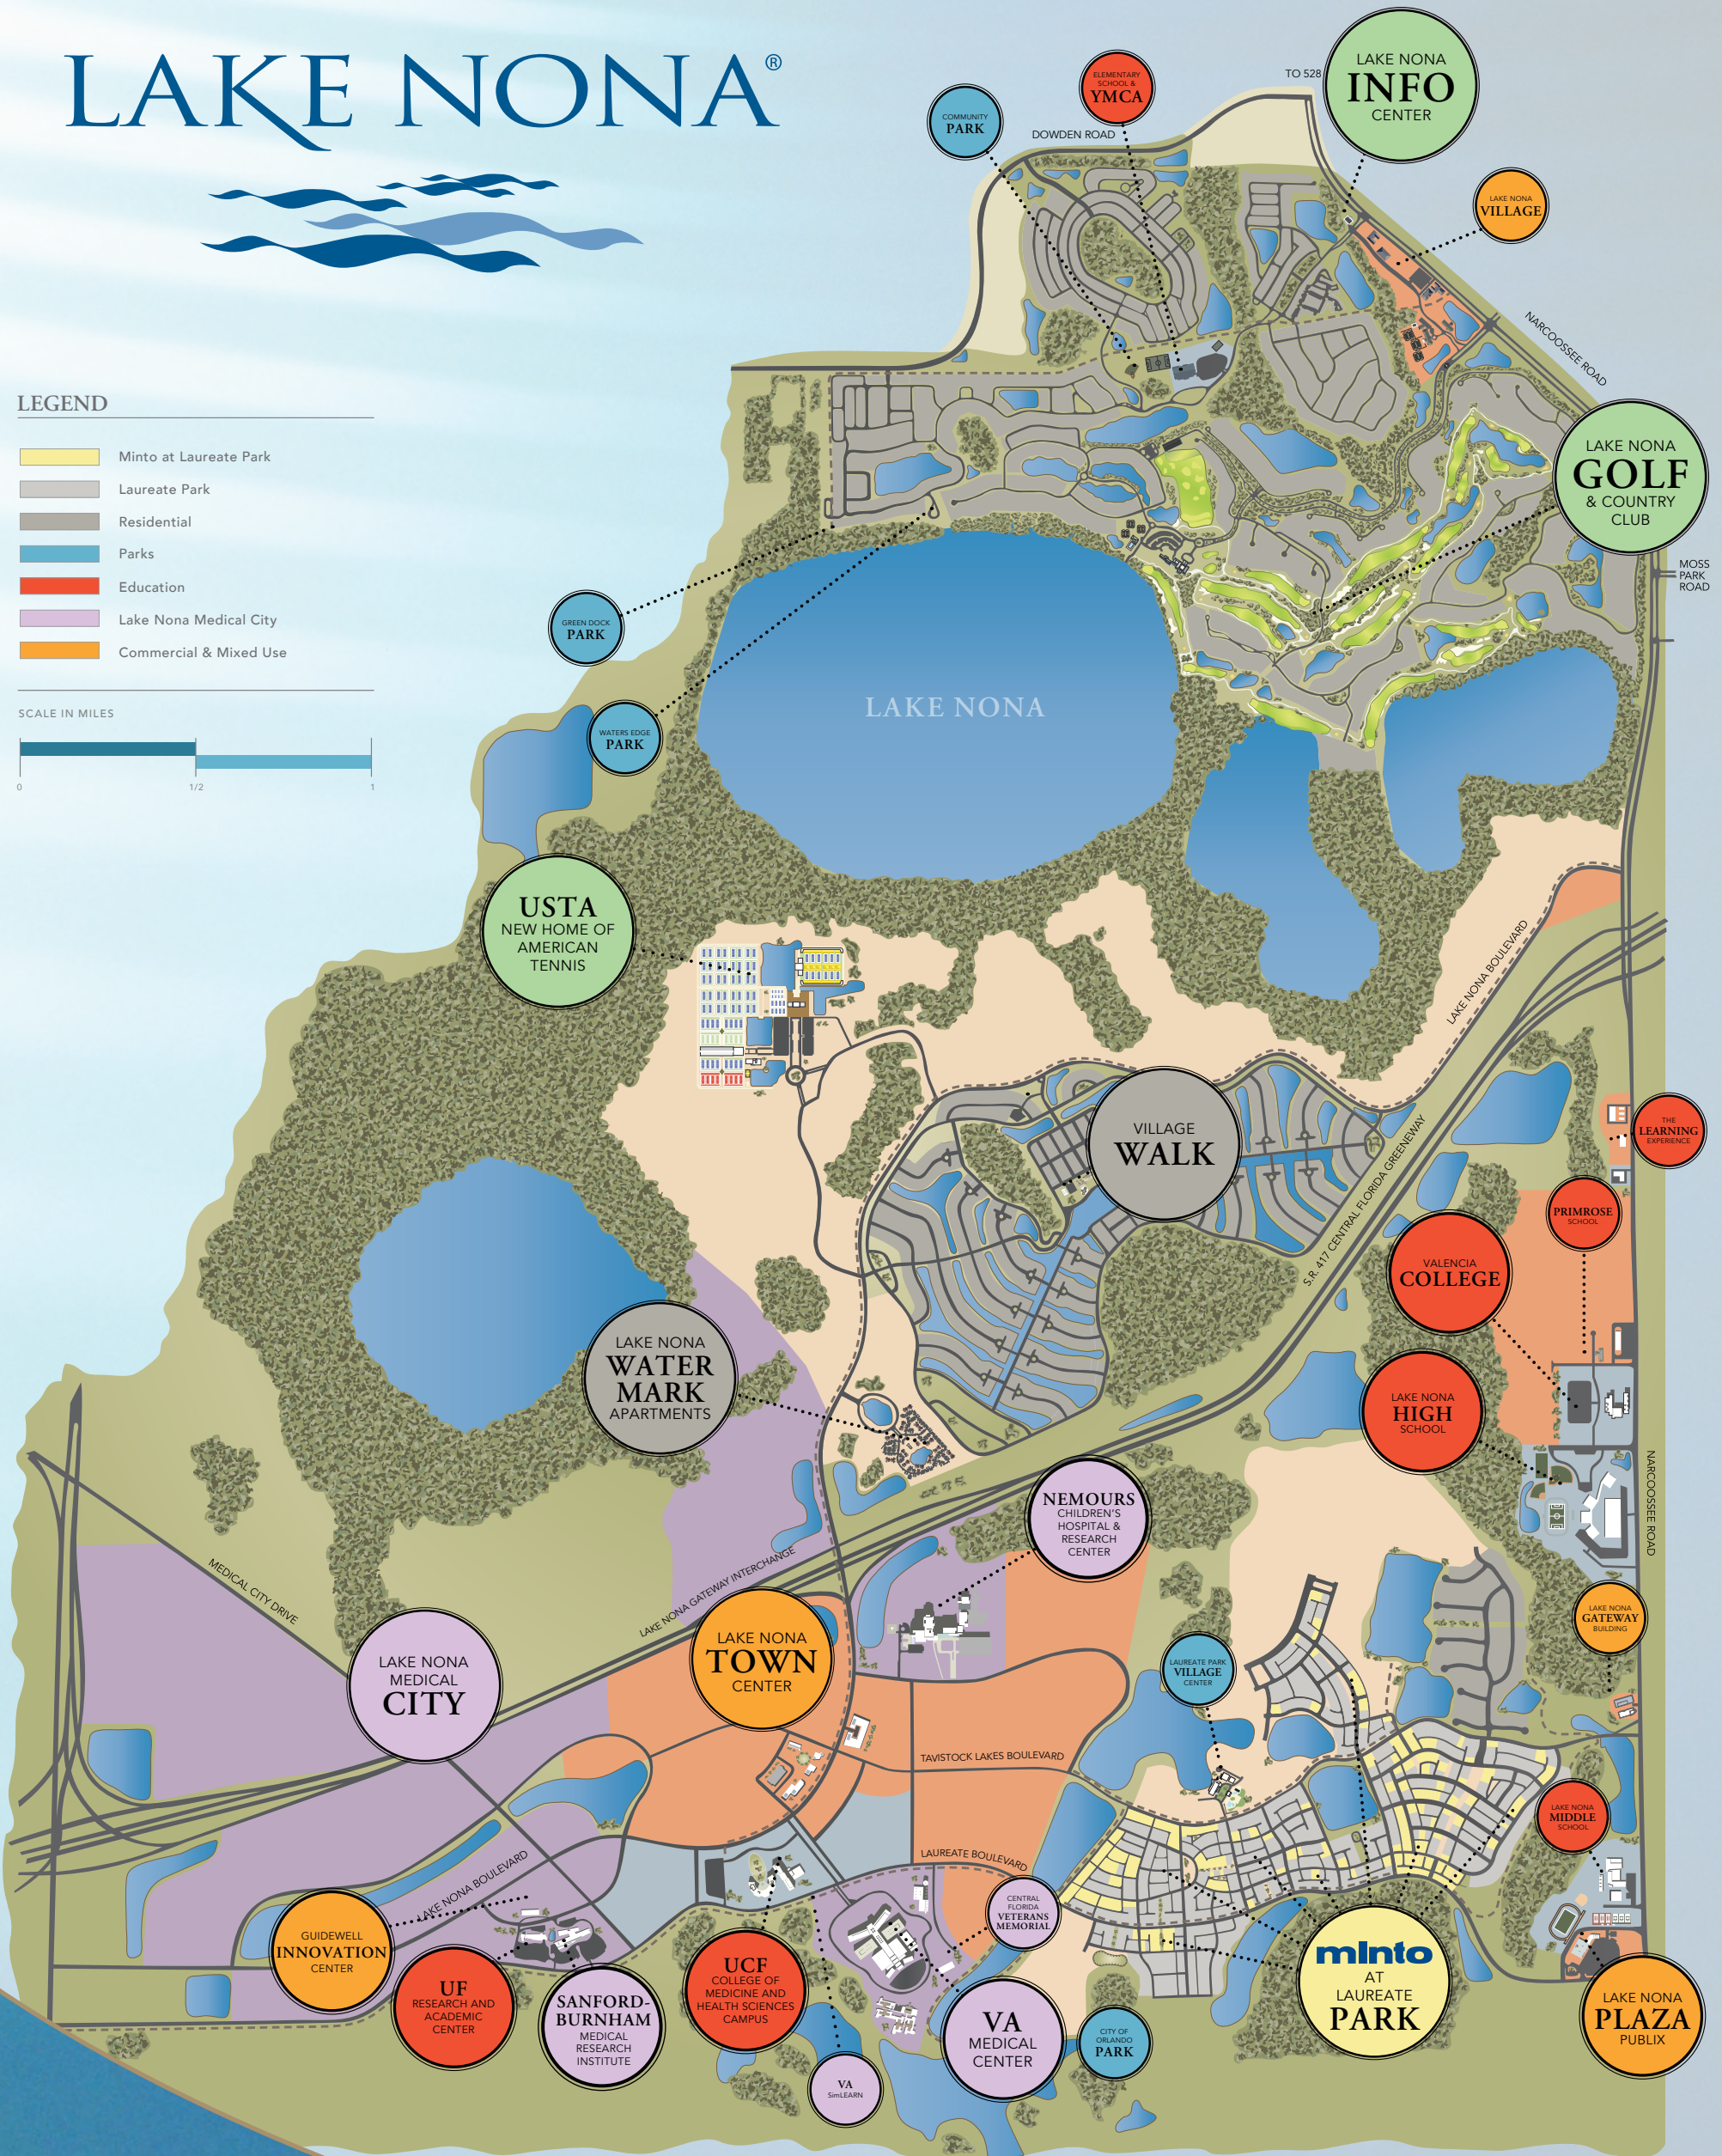 LAKE NONA®
TO 528
LAKE NONA
INFO
CENTER
ELEMENTARY
SCHOOL &
YMCA
COMMUNITY
PARK
DOWDEN ROAD
LAKE NONA
VILLAGE
NARCOOSSEE ROAD
LEGEND
Minto at Laureate Park
Laureate Park
Residential
Parks
Education
Lake Nona Medical City
Commercial & Mixed Use
SCALE IN MILES
0
1/2
1
LAKE NONA
GOLF
& COUNTRY
CLUB
MOSS
PARK
ROAD
GREEN DOCK
PARK
WATERS EDGE
PARK
LAKE NONA
USTA
NEW HOME OF
AMERICAN
TENNIS
LAKE NONA BOULEVARD
VILLAGE
WALK
S.R. 417 CENTRAL FLORIDA GREENEWAY
THE
LEARNING
EXPERIENCE
PRIMROSE
SCHOOL
VALENCIA
COLLEGE
LAKE NONA
WATER
MARK
APARTMENTS
LAKE NONA
HIGH
SCHOOL
NARCOOSSEE ROAD
NEMOURS
CHILDREN'S
HOSPITAL &
RESEARCH
CENTER
MEDICAL CITY DRIVE
LAKE NONA GATEWAY INTERCHANGE
LAKE NONA
GATEWAY
BUILDING
LAKE NONA
MEDICAL
CITY
LAKE NONA
TOWN
CENTER
LAUREATE PARK
VILLAGE
CENTER
TAVISTOCK LAKES BOULEVARD
LAKE NONA
MIDDLE
SCHOOL
LAUREATE BOULEVARD
LAKE NONA BOULEVARD
CENTRAL
FLORIDA
VETERANS
MEMORIAL
GUIDEWELL
INNOVATION
CENTER
UF
RESEARCH AND
ACADEMIC
CENTER
SANFORD-
BURNHAM
MEDICAL
RESEARCH
INSTITUTE
UCF
COLLEGE OF
MEDICINE AND
HEALTH SCIENCES
CAMPUS
VA
SimLEARN
VA
MEDICAL
CENTER
CITY OF
ORLANDO
PARK
minto
AT
LAUREATE
PARK
LAKE NONA
PLAZA
PUBLIX